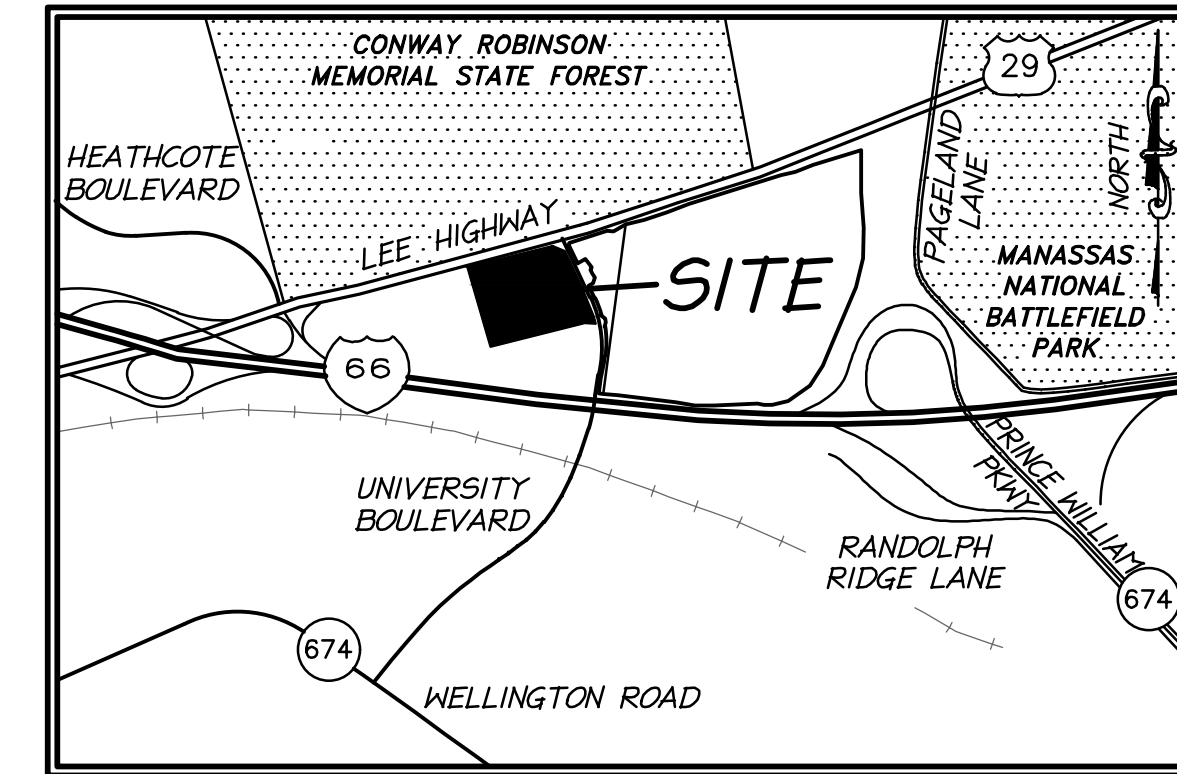 CONWAY ROBINSON
MEMORIAL STATE FOREST
29
HEATHCOTE
BOULEVARD
LEE HIGHWAY
PAGELAND
LANE
NORTH
MANASSAS
NATIONAL
BATTLEFIELD
PARK
SITE
66
UNIVERSITY
BOULEVARD
PRINCE WILLIAM
PKWY
RANDOLPH
RIDGE LANE
674
674
WELLINGTON ROAD